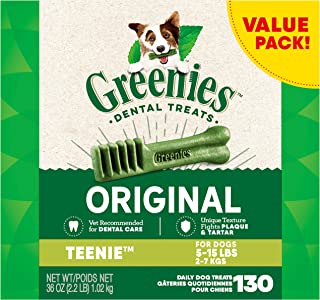 VALUE
PACK!
Greenies™
DENTAL TREATS
Greenies
ORIGINAL
Vet Recommended
for DENTAL CARE
Unique Texture
Fights PLAQUE
& TARTAR
TEENIE™
FOR DOGS
5-15 LBS
2-7 KGS
NET WT/POIDS NET
36 OZ (2.2 LB) 1.02 kg
DAILY DOG TREATS
GÂTERIES QUOTIDIENNES
POUR CHIENS
130